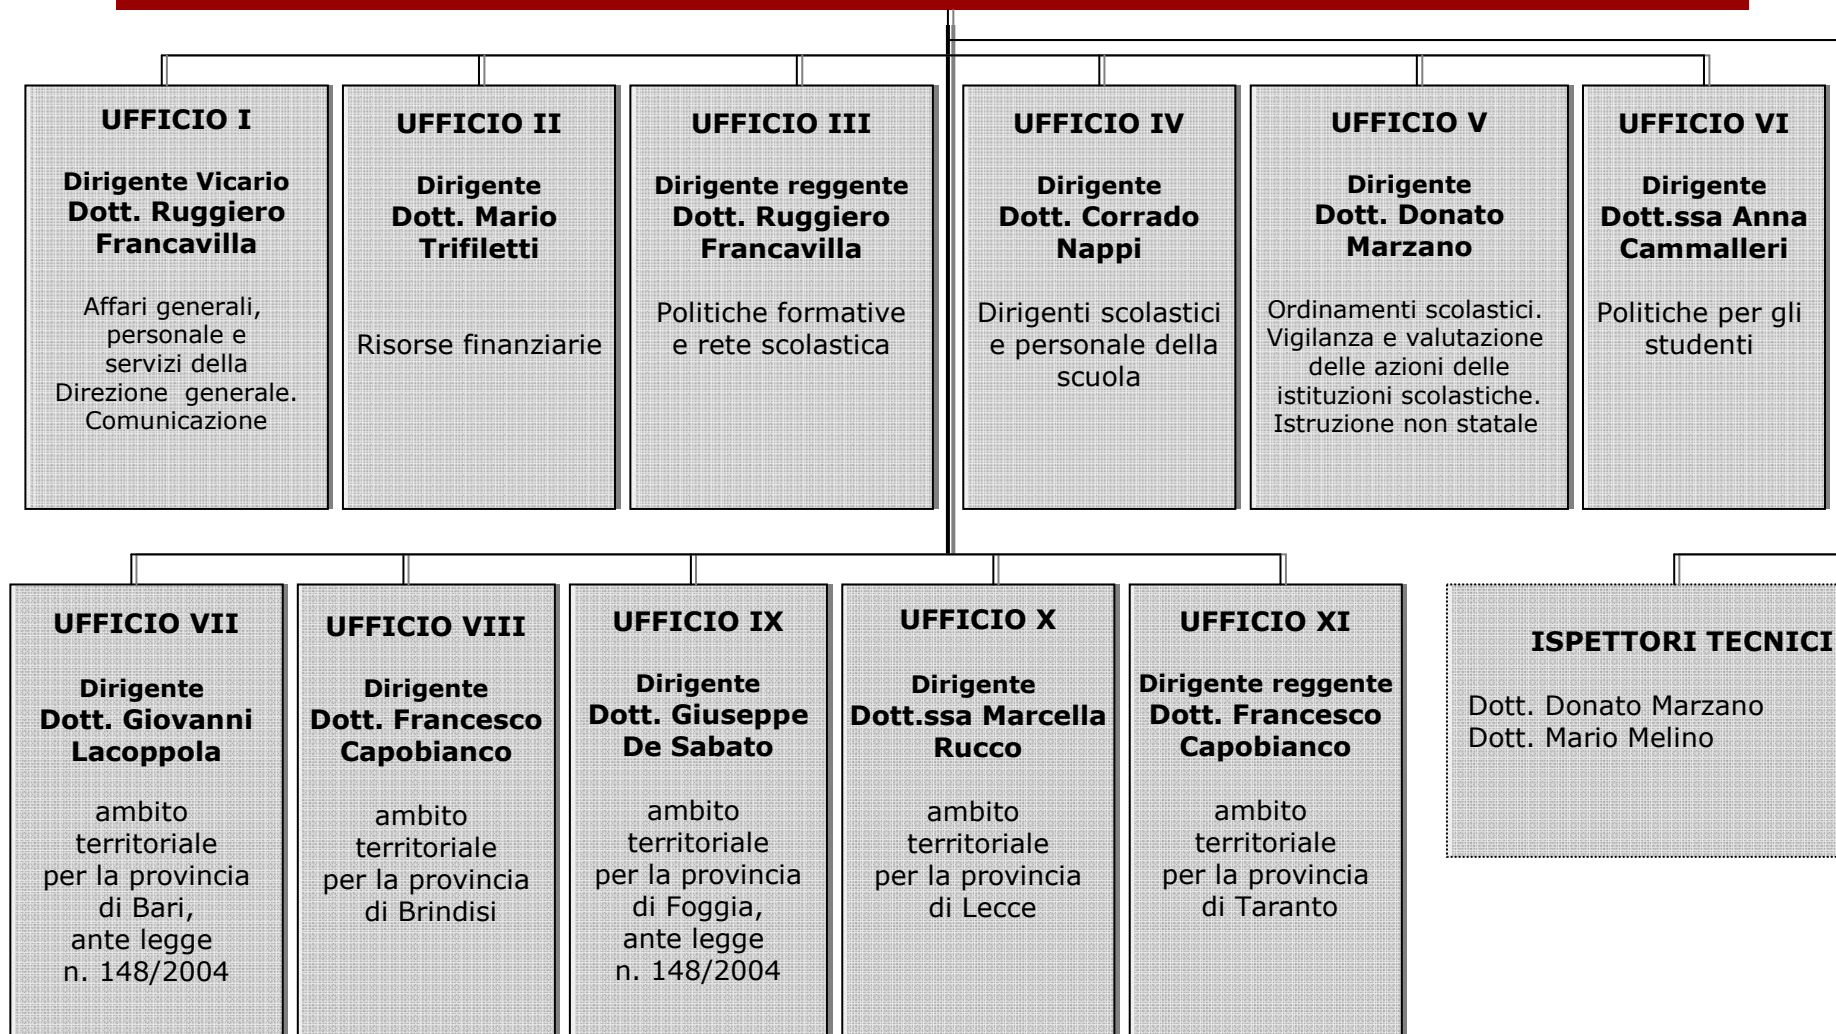 UFFICIO I
Dirigente Vicario
Dott. Ruggiero
Francavilla
Affari generali,
personale e
servizi della
Direzione generale.
Comunicazione
UFFICIO II
Dirigente
Dott. Mario
Trifiletti
Risorse finanziarie
UFFICIO III
Dirigente reggente
Dott. Ruggiero
Francavilla
Politiche formative
e rete scolastica
UFFICIO IV
Dirigente
Dott. Corrado
Nappi
Dirigenti scolastici
e personale della
scuola
UFFICIO V
Dirigente
Dott. Donato
Marzano
Ordinamenti scolastici.
Vigilanza e valutazione
delle azioni delle
istituzioni scolastiche.
Istruzione non statale
UFFICIO VI
Dirigente
Dott.ssa Anna
Cammalleri
Politiche per gli
studenti
UFFICIO VII
Dirigente
Dott. Giovanni
Lacoppola
ambito
territoriale
per la provincia
di Bari,
ante legge
n. 148/2004
UFFICIO VIII
Dirigente
Dott. Francesco
Capobianco
ambito
territoriale
per la provincia
di Brindisi
UFFICIO IX
Dirigente
Dott. Giuseppe
De Sabato
ambito
territoriale
per la provincia
di Foggia,
ante legge
n. 148/2004
UFFICIO X
Dirigente
Dott.ssa Marcella
Rucco
ambito
territoriale
per la provincia
di Lecce
UFFICIO XI
Dirigente reggente
Dott. Francesco
Capobianco
ambito
territoriale
per la provincia
di Taranto
ISPETTORI TECNICI
Dott. Donato Marzano
Dott. Mario Melino